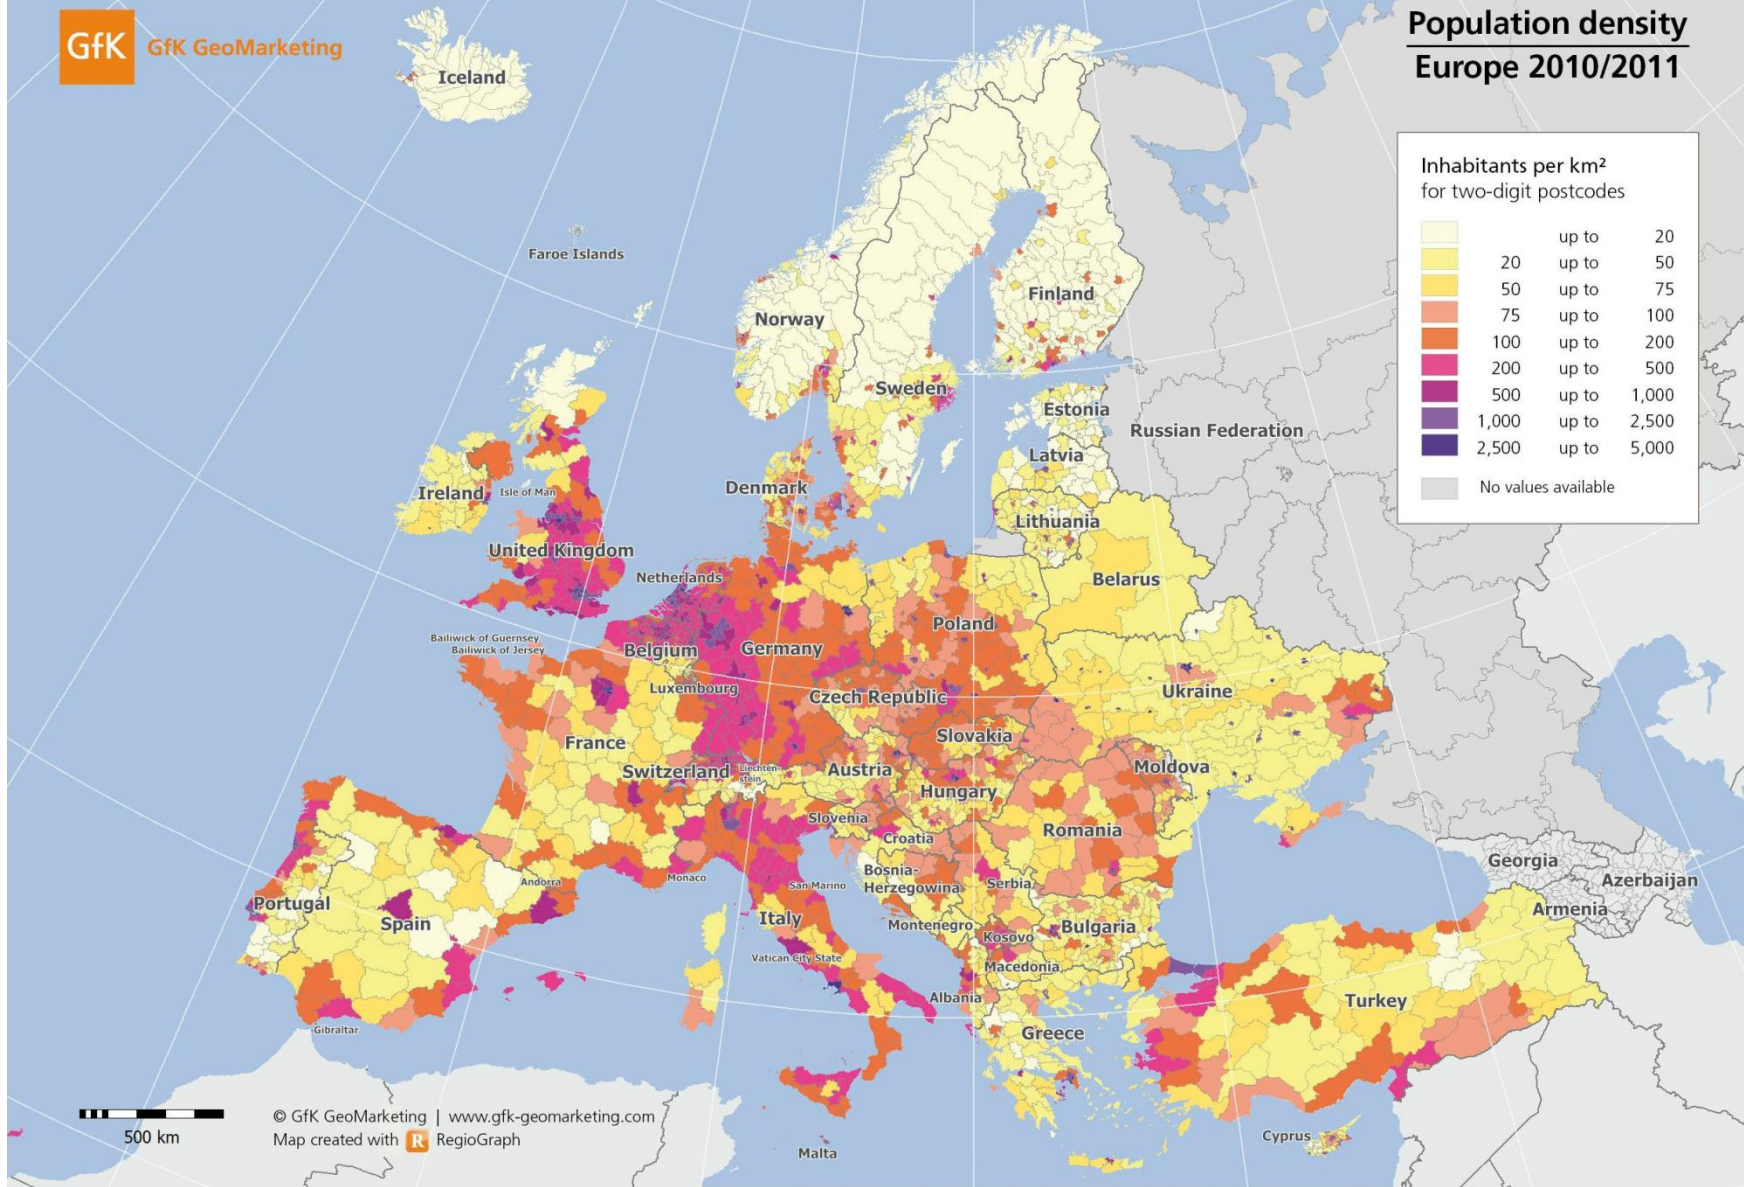 GfK
GfK GeoMarketing
Population density
Europe 2010/2011
Inhabitants per km²
for two-digit postcodes
up to 20
20 up to 50
50 up to 75
75 up to 100
100 up to 200
200 up to 500
500 up to 1,000
1,000 up to 2,500
2,500 up to 5,000
No values available
Iceland
Faroe Islands
Norway
Finland
Sweden
Estonia
Russian Federation
Latvia
Denmark
Ireland
Isle of Man
Lithuania
United Kingdom
Netherlands
Belarus
Bailiwick of Guernsey
Bailiwick of Jersey
Belgium
Germany
Poland
Luxembourg
Czech Republic
Ukraine
France
Slovakia
Switzerland
Liechten-
stein
Austria
Moldova
Hungary
Slovenia
Croatia
Romania
Monaco
San Marino
Bosnia-
Herzegowina
Serbia
Georgia
Azerbaijan
Andorra
Portugal
Spain
Italy
Montenegro
Kosovo
Bulgaria
Armenia
Vatican City State
Macedonia
Albania
Greece
Turkey
Gibraltar
Malta
Cyprus
500 km
© GfK GeoMarketing | www.gfk-geomarketing.com
Map created with R RegioGraph